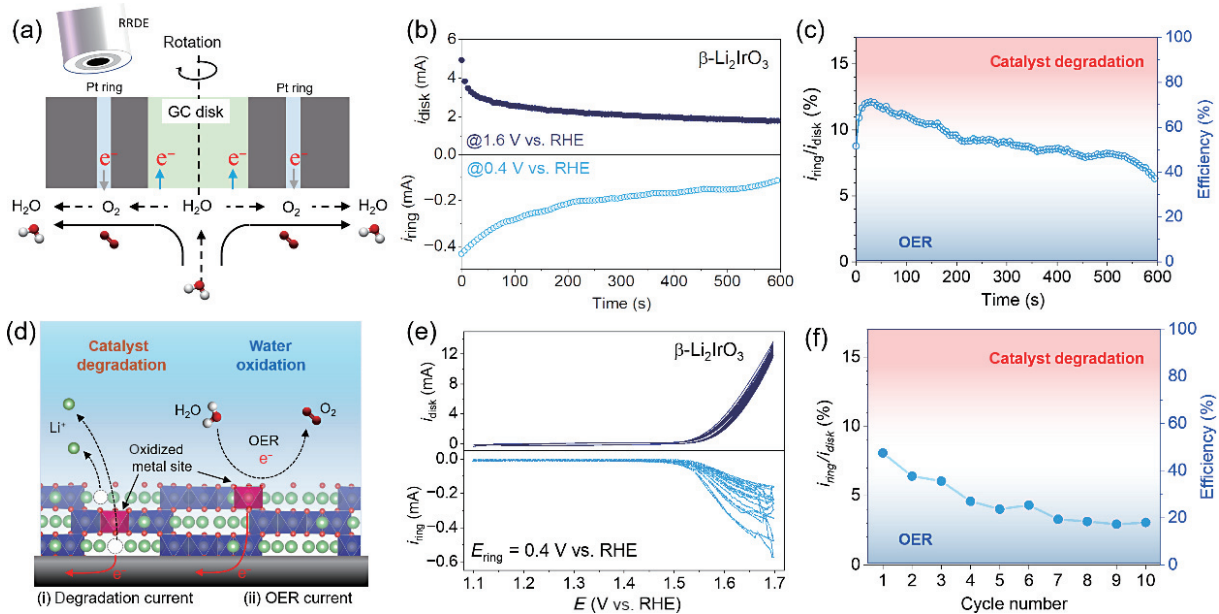 (a)
RRDE
Rotation
Pt ring
GC disk
Pt ring
e⁻ e⁻ e⁻ e⁻
H₂O O₂ H₂O O₂ H₂O
(b)
β-Li₂IrO₃
i_disk (mA)
6
4
2
0.0
@1.6 V vs. RHE
@0.4 V vs. RHE
i_ring (mA)
−0.2
−0.4
0 100 200 300 400 500 600
Time (s)
(c)
Catalyst degradation
i_ring/i_disk (%)
15
10
5
0
OER
100
80
60
40
20
0
Efficiency (%)
0 100 200 300 400 500 600
Time (s)
(d)
Catalyst
degradation
Water
oxidation
H₂O
O₂
Li⁺
OER
e⁻
Oxidized
metal site
e⁻ e⁻
(i) Degradation current (ii) OER current
(e)
β-Li₂IrO₃
i_disk (mA)
12
8
4
0
0.0
i_ring (mA)
−0.2
−0.4
−0.6
E_ring = 0.4 V vs. RHE
1.1 1.2 1.3 1.4 1.5 1.6 1.7
E (V vs. RHE)
(f)
Catalyst degradation
i_ring/i_disk (%)
15
10
5
0
OER
100
80
60
40
20
0
Efficiency (%)
1 2 3 4 5 6 7 8 9 10
Cycle number